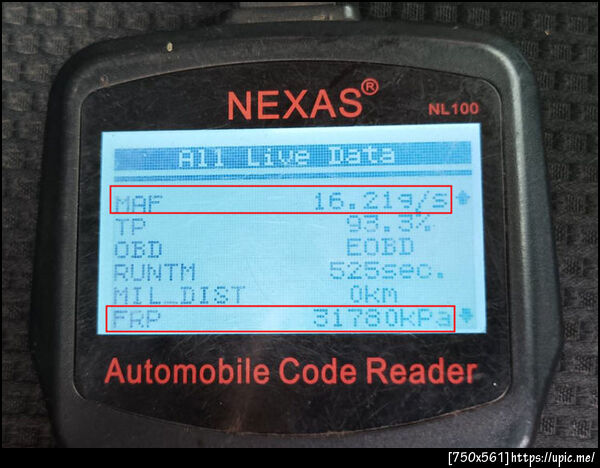 NEXAS®
NL100
All Live Data
MAF 16.21g/s
TP 93.3%
OBD EOBD
RUNTM 525sec.
MIL_DIST 0km
FRP 31780kPa
Automobile Code Reader
[750x561]https://upic.me/